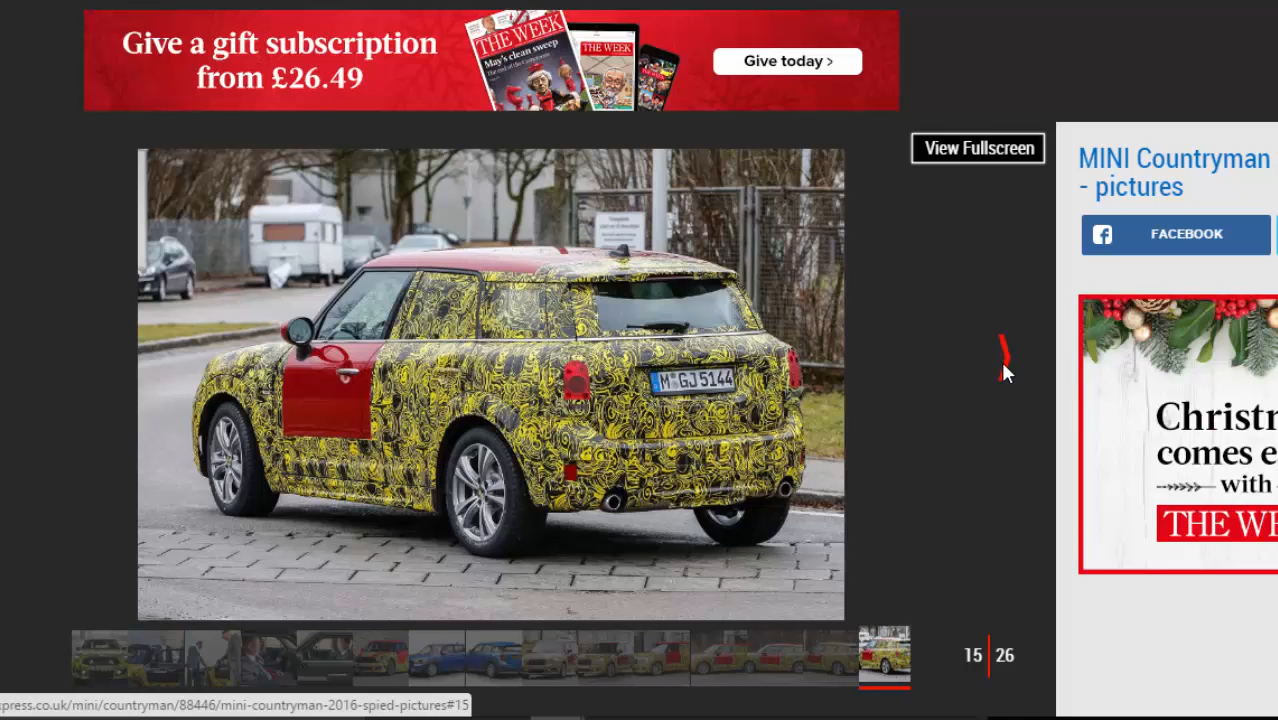 Give a gift subscription
from £26.49
THE WEEK
May's clean sweep
THE WEEK
Give today >
View Fullscreen
MINI Countryman
- pictures
FACEBOOK
M GJ 5144
Christm
comes e
with
THE WE
15 | 26
xpress.co.uk/mini/countryman/88446/mini-countryman-2016-spied-pictures#15